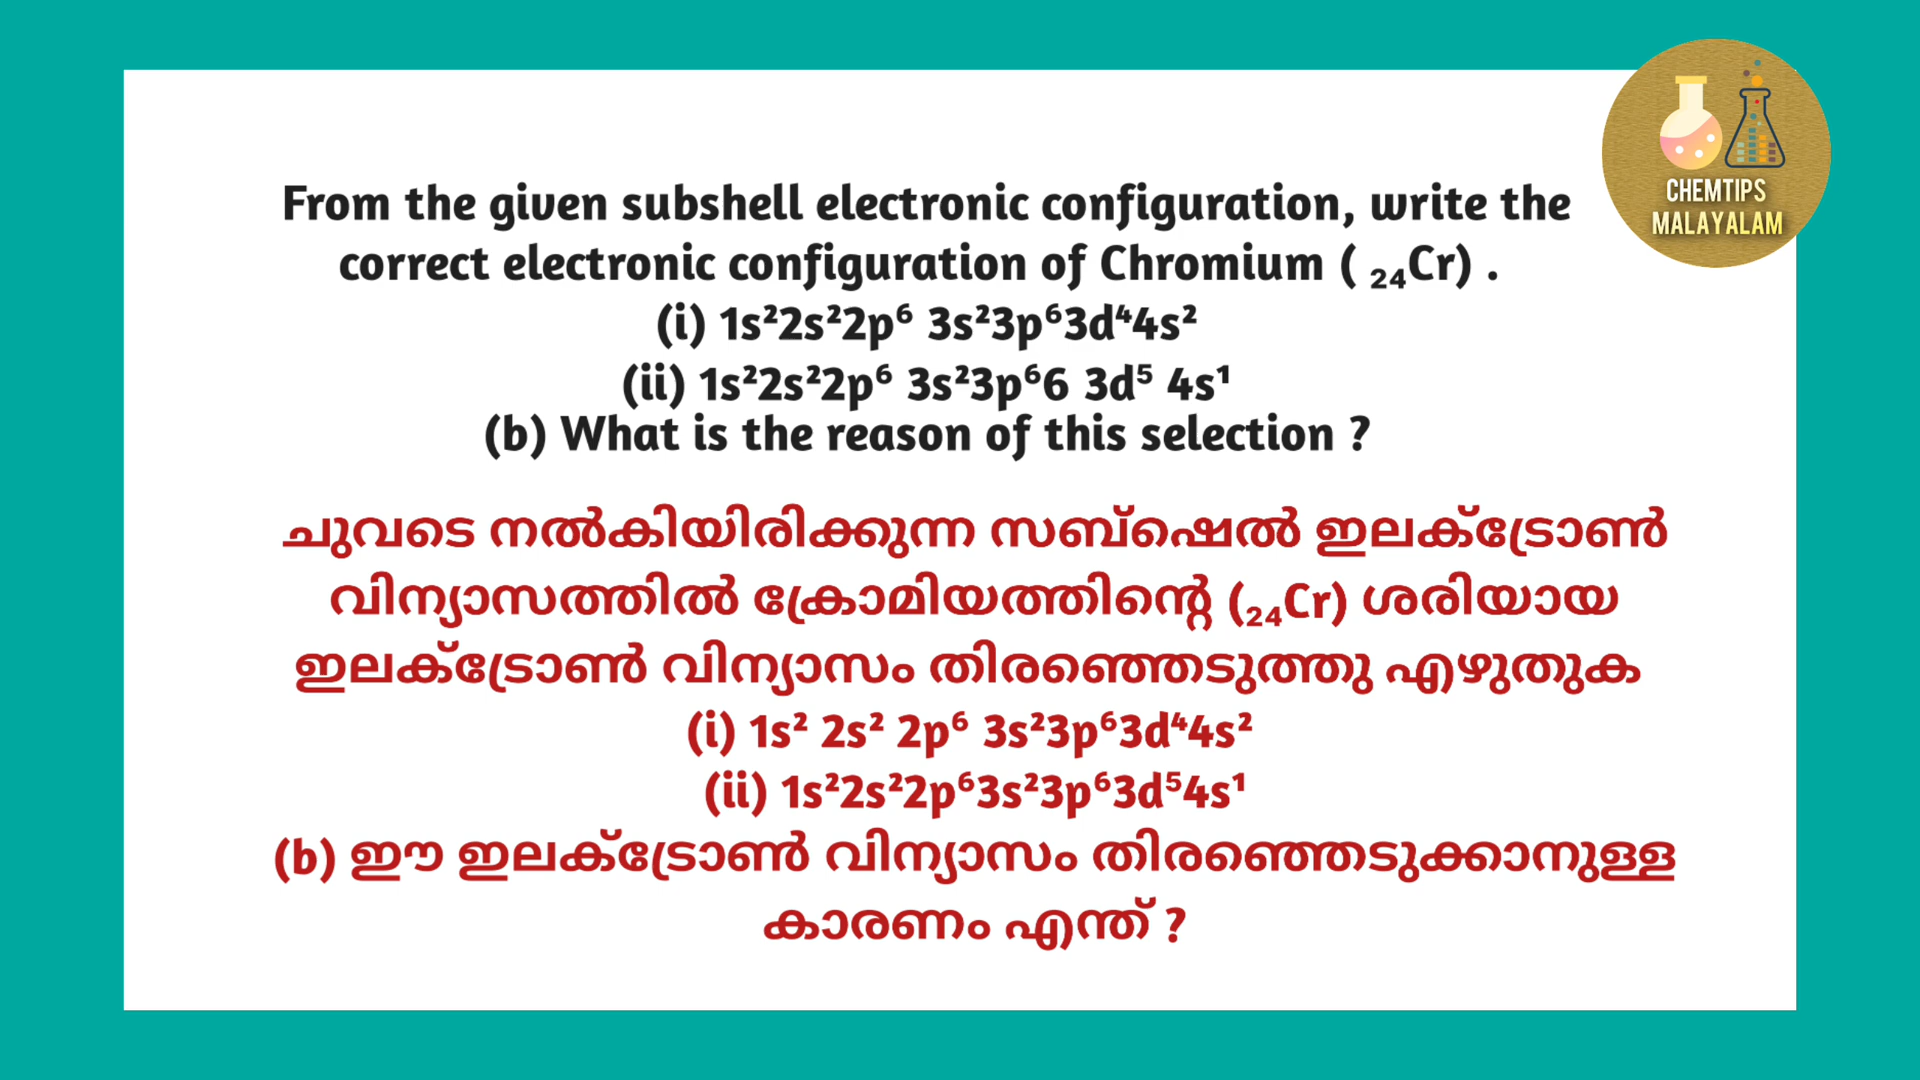 CHEMTIPS
MALAYALAM
From the given subshell electronic configuration, write the
correct electronic configuration of Chromium ( ₂₄Cr) .
(i) 1s²2s²2p⁶ 3s²3p⁶3d⁴4s²
(ii) 1s²2s²2p⁶ 3s²3p⁶6 3d⁵ 4s¹
(b) What is the reason of this selection ?
ചുവടെ നൽകിയിരിക്കുന്ന സബ്ഷെൽ ഇലക്ട്രോൺ
വിന്യാസത്തിൽ ക്രോമിയത്തിന്റെ (₂₄Cr) ശരിയായ
ഇലക്ട്രോൺ വിന്യാസം തിരഞ്ഞെടുത്തു എഴുതുക
(i) 1s² 2s² 2p⁶ 3s²3p⁶3d⁴4s²
(ii) 1s²2s²2p⁶3s²3p⁶3d⁵4s¹
(b) ഈ ഇലക്ട്രോൺ വിന്യാസം തിരഞ്ഞെടുക്കാനുള്ള
കാരണം എന്ത് ?